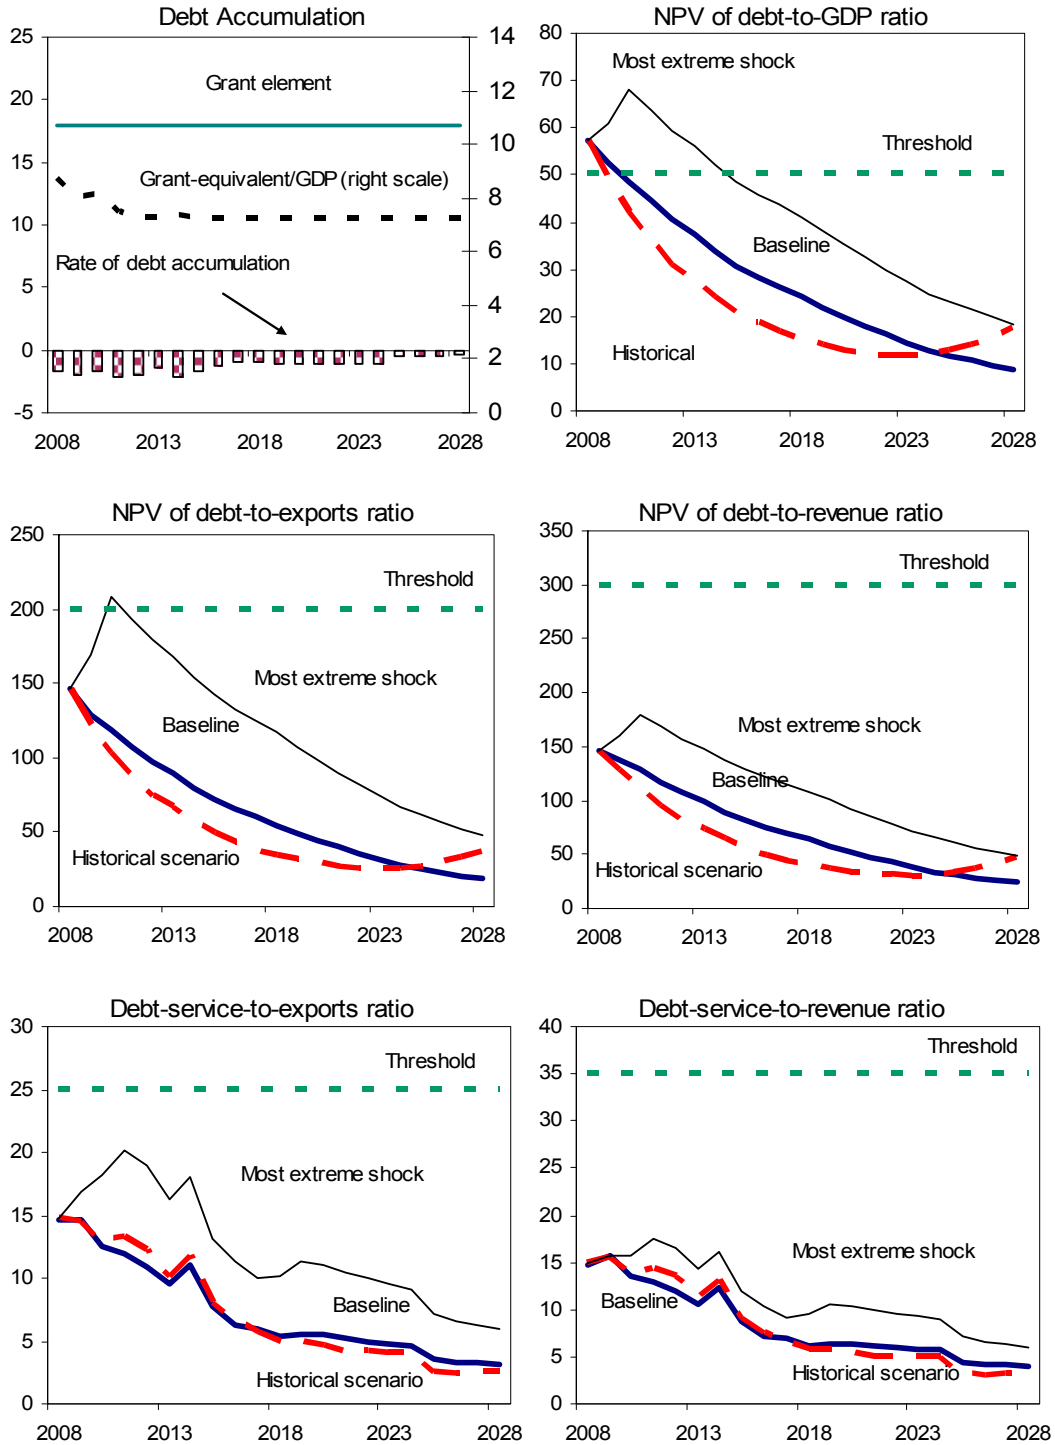 Debt Accumulation
25
20
15
10
5
0
-5
14
12
10
8
6
4
2
0
Grant element
Grant-equivalent/GDP (right scale)
Rate of debt accumulation
2008 2013 2018 2023 2028
NPV of debt-to-GDP ratio
80
70
60
50
40
30
20
10
0
Most extreme shock
Threshold
Baseline
Historical
2008 2013 2018 2023 2028
NPV of debt-to-exports ratio
250
200
150
100
50
0
Threshold
Most extreme shock
Baseline
Historical scenario
2008 2013 2018 2023 2028
NPV of debt-to-revenue ratio
350
300
250
200
150
100
50
0
Threshold
Most extreme shock
Baseline
Historical scenario
2008 2013 2018 2023 2028
Debt-service-to-exports ratio
30
25
20
15
10
5
0
Threshold
Most extreme shock
Baseline
Historical scenario
2008 2013 2018 2023 2028
Debt-service-to-revenue ratio
40
35
30
25
20
15
10
5
0
Threshold
Most extreme shock
Baseline
Historical scenario
2008 2013 2018 2023 2028